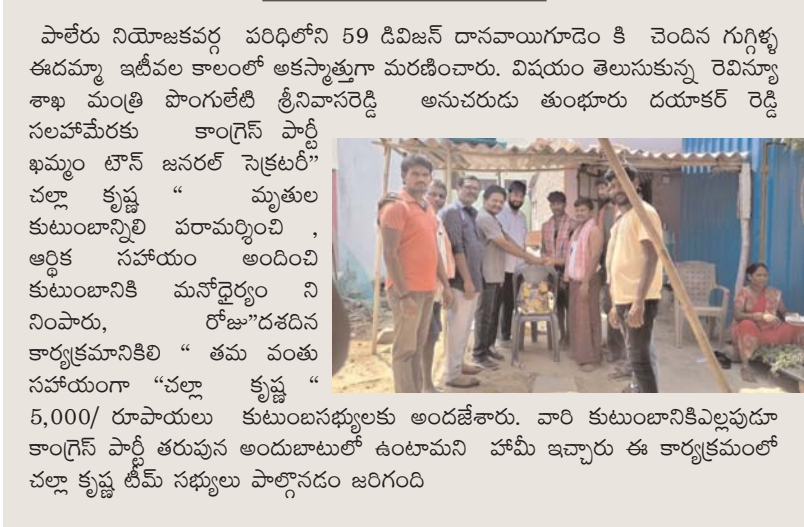 పాలేరు నియోజకవర్గ పరిధిలోని 59 డివిజన్ దానవాయిగూడెం కి చెందిన గుగ్గిళ్ళ
ఈదమ్మా ఇటీవల కాలంలో అకస్మాత్తుగా మరణించారు. విషయం తెలుసుకున్న రెవిన్యూ
శాఖ మంత్రి పొంగులేటి శ్రీనివాసరెడ్డి అనుచరుడు తుంభూరు దయాకర్ రెడ్డి
సలహామేరకు కాంగ్రెస్ పార్టీ
ఖమ్మం టౌన్ జనరల్ సెక్రటరీ”
చల్లా కృష్ణ “ మృతుల
కుటుంబాన్నిలి పరామర్శించి ,
ఆర్థిక సహాయం అందించి
కుటుంబానికి మనోధైర్యం ని
నింపారు, రోజు”దశదిన
కార్యక్రమానికిలి “ తమ వంతు
సహాయంగా “చల్లా కృష్ణ “
5,000/ రూపాయలు కుటుంబసభ్యులకు అందజేశారు. వారి కుటుంబానికిఎల్లపుడూ
కాంగ్రెస్ పార్టీ తరుపున అందుబాటులో ఉంటామని హామీ ఇచ్చారు ఈ కార్యక్రమంలో
చల్లా కృష్ణ టీమ్ సభ్యులు పాల్గొనడం జరిగంది